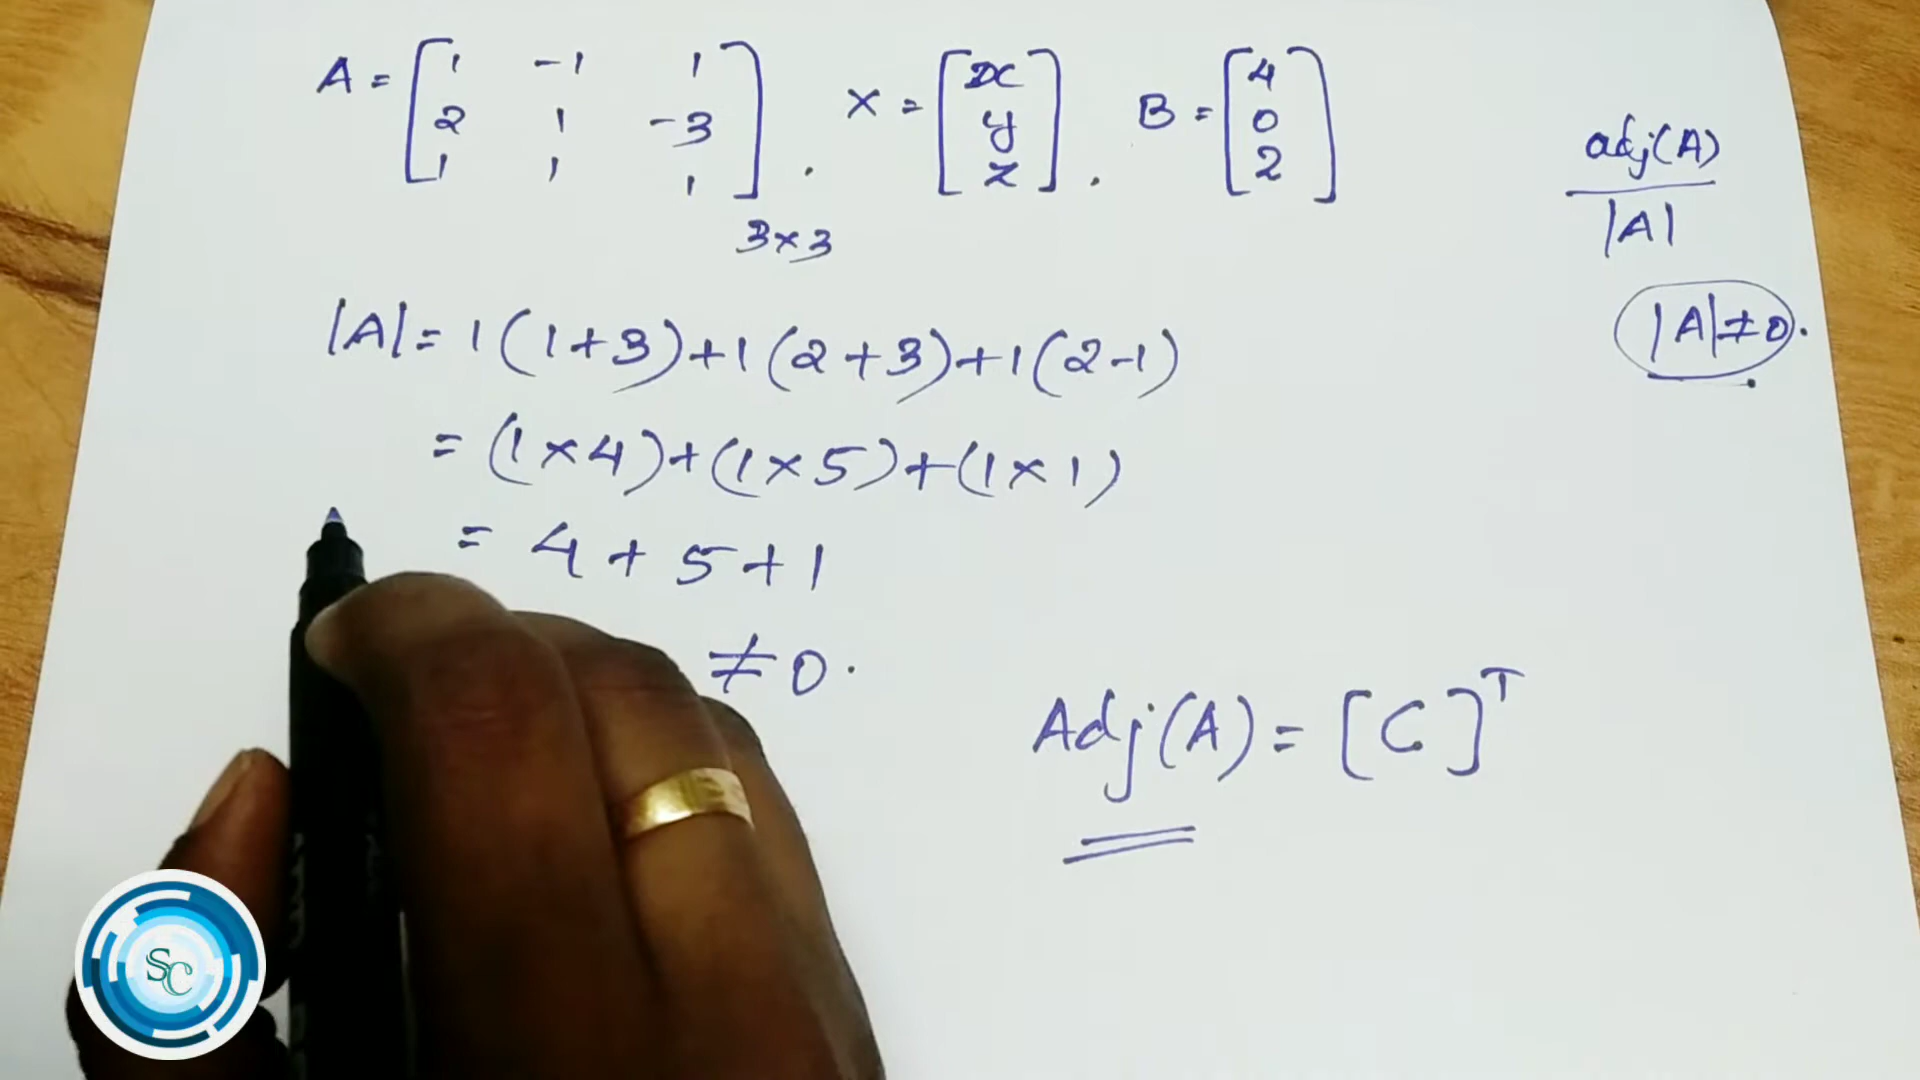 A = [ 1 -1 1
2 1 -3
1 1 1 ] 3×3 . X = [ x
y
z ] . B = [ 4
0
2 ]
adj(A)
|A|
|A| ≠ 0.
|A| = 1(1+3)+1(2+3)+1(2-1)
= (1×4)+(1×5)+(1×1)
= 4 + 5 + 1
≠ 0.
Adj(A) = [C]ᵀ
SC